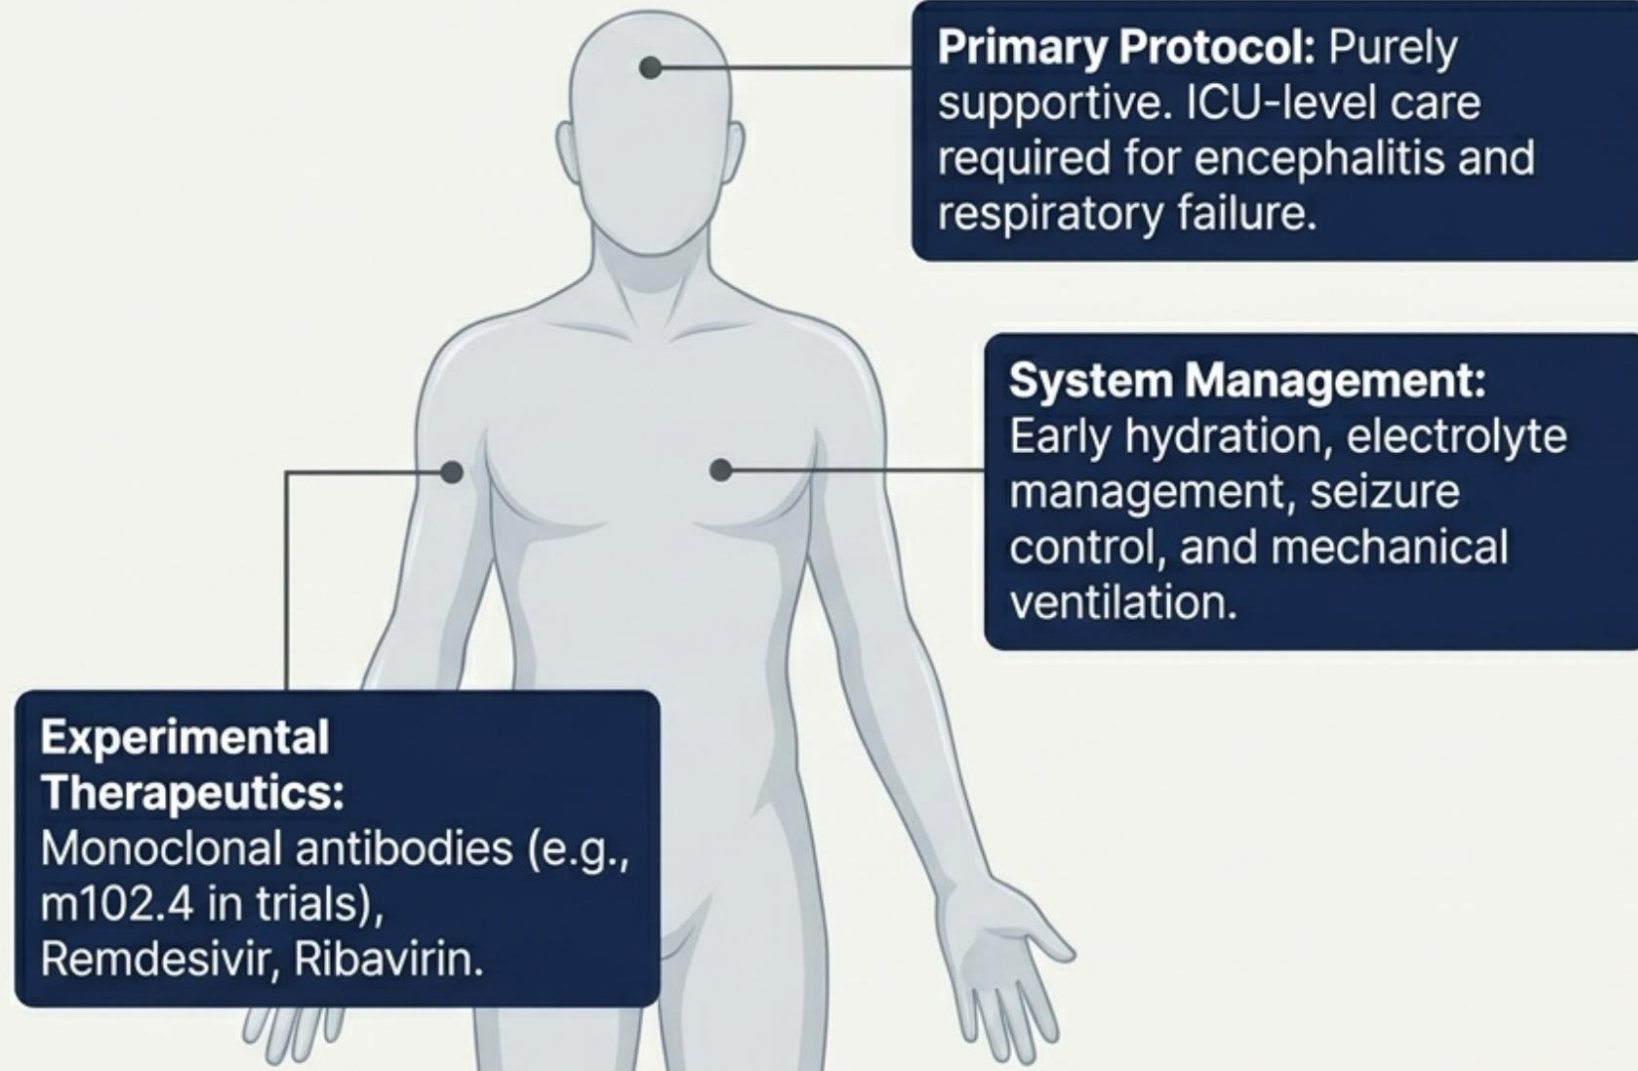 Primary Protocol: Purely
supportive. ICU-level care
required for encephalitis and
respiratory failure.
System Management:
Early hydration, electrolyte
management, seizure
control, and mechanical
ventilation.
Experimental
Therapeutics:
Monoclonal antibodies (e.g.,
m102.4 in trials),
Remdesivir, Ribavirin.